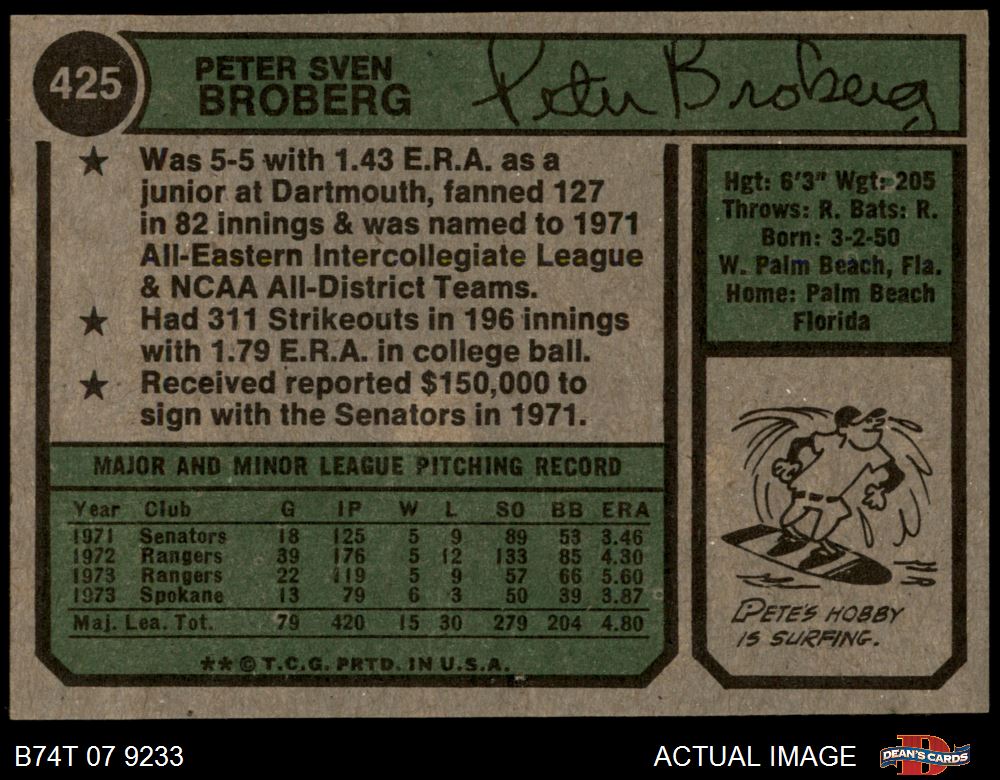 425
PETER SVEN
BROBERG
Peter Broberg
★ Was 5-5 with 1.43 E.R.A. as a
junior at Dartmouth, fanned 127
in 82 innings & was named to 1971
All-Eastern Intercollegiate League
& NCAA All-District Teams.
★ Had 311 Strikeouts in 196 innings
with 1.79 E.R.A. in college ball.
★ Received reported $150,000 to
sign with the Senators in 1971.
Hgt: 6'3" Wgt: 205
Throws: R. Bats: R.
Born: 3-2-50
W. Palm Beach, Fla.
Home: Palm Beach
Florida
MAJOR AND MINOR LEAGUE PITCHING RECORD
Year Club G IP W L SO BB ERA
1971 Senators 18 125 5 9 89 53 3.46
1972 Rangers 39 176 5 12 133 85 4.30
1973 Rangers 22 119 5 9 57 66 5.60
1973 Spokane 13 79 6 3 50 39 3.87
Maj. Lea. Tot. 79 420 15 30 279 204 4.80
** © T.C.G. PRTD. IN U.S.A.
PETE'S HOBBY
IS SURFING.
B74T 07 9233
ACTUAL IMAGE
DEAN'S CARDS